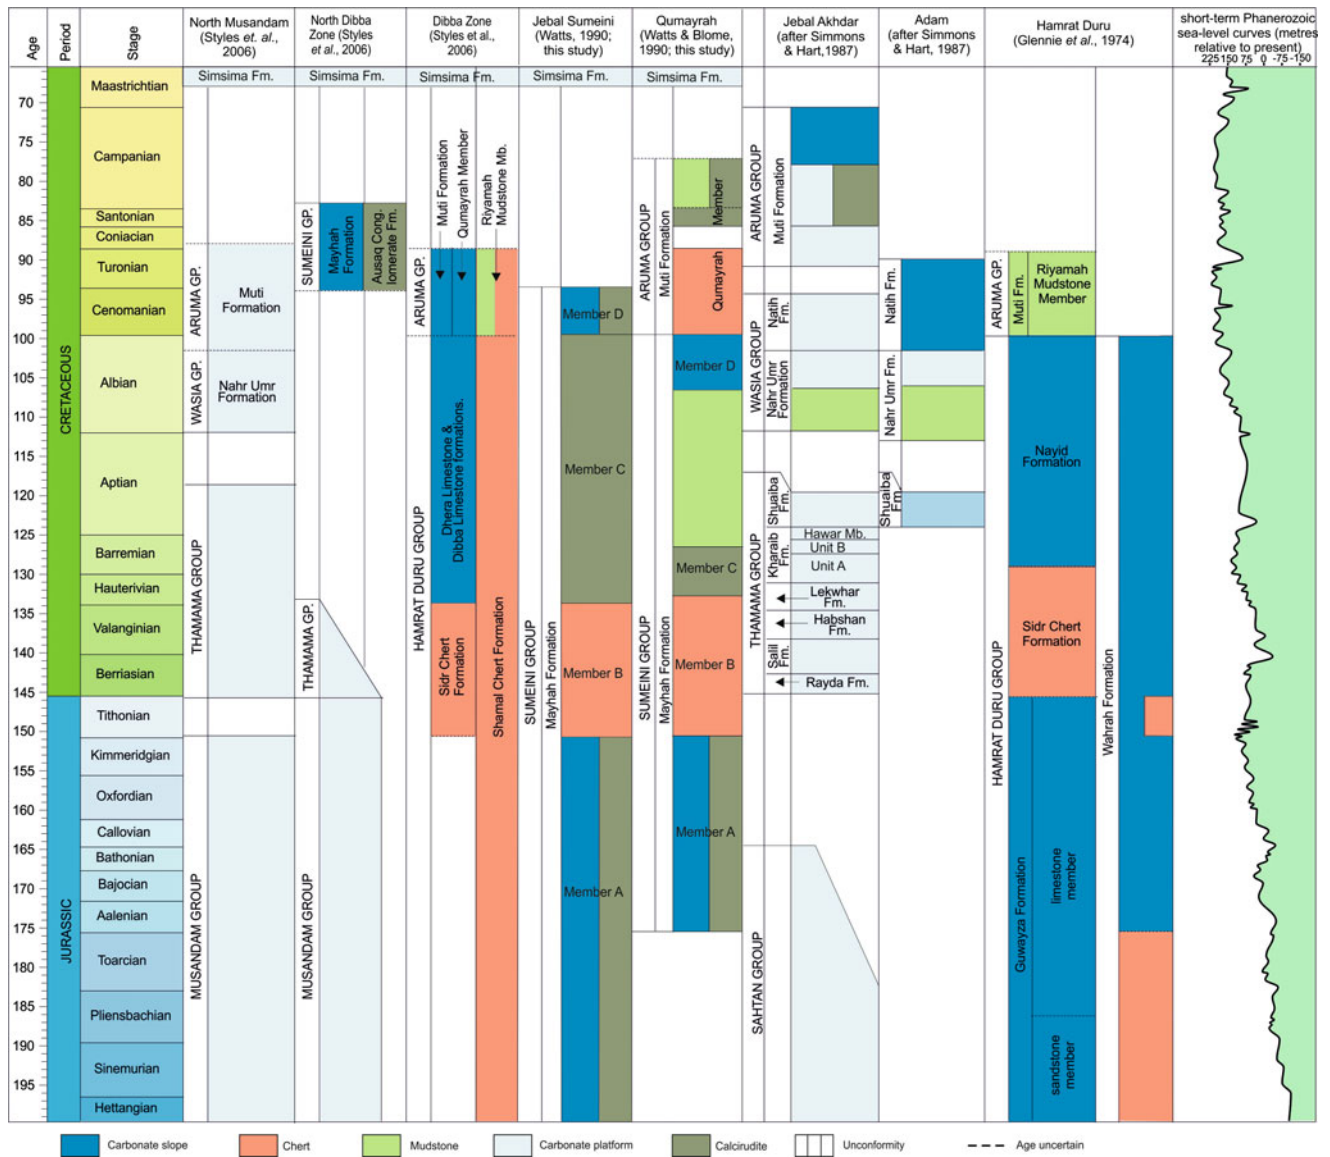 Age
Period
Stage
North Musandam
(Styles et. al.,
2006)
North Dibba
Zone (Styles
et al., 2006)
Dibba Zone
(Styles et al.,
2006)
Jebal Sumeini
(Watts, 1990;
this study)
Qumayrah
(Watts & Blome,
1990; this study)
Jebal Akhdar
(after Simmons
& Hart,1987)
Adam
(after Simmons
& Hart, 1987)
Hamrat Duru
(Glennie et al., 1974)
short-term Phanerozoic
sea-level curves (metres
relative to present)
225 150 75 0 -75 -150
70
75
80
85
90
95
100
105
110
115
120
125
130
135
140
145
150
155
160
165
170
175
180
185
190
195
CRETACEOUS
JURASSIC
Maastrichtian
Campanian
Santonian
Coniacian
Turonian
Cenomanian
Albian
Aptian
Barremian
Hauterivian
Valanginian
Berriasian
Tithonian
Kimmeridgian
Oxfordian
Callovian
Bathonian
Bajocian
Aalenian
Toarcian
Pliensbachian
Sinemurian
Hettangian
Simsima Fm.
ARUMA GP.
Muti
Formation
WASIA GP.
Nahr Umr
Formation
THAMAMA GROUP
MUSANDAM GROUP
Simsima Fm.
SUMEINI GP.
Mayhah
Formation
Ausaq Cong.
lomerate Fm.
THAMAMA GP.
MUSANDAM GROUP
Simsima Fm.
Muti Formation
Qumayrah Member
Riyamah
Mudstone Mb.
ARUMA GP.
HAMRAT DURU GROUP
Dhera Limestone &
Dibba Limestone formations.
Sidr Chert
Formation
Shamal Chert Formation
Simsima Fm.
SUMEINI GROUP
Mayhah Formation
Member D
Member C
Member B
Member A
Simsima Fm.
ARUMA GROUP
Muti Formation
Member
Qumayrah
SUMEINI GROUP
Mayhah Formation
Member D
Member C
Member B
Member A
ARUMA GROUP
Muti Formation
WASIA GROUP
Natih
Fm.
Nahr Umr
Formation
THAMAMA GROUP
Shuaiba
Fm.
Kharaib
Fm.
Hawar Mb.
Unit B
Unit A
Lekwhar
Fm.
Habshan
Fm.
Salil
Fm.
Rayda Fm.
SAHTAN GROUP
Natih Fm.
Nahr Umr Fm.
Shuaiba
Fm.
ARUMA GP.
Muti Fm.
Riyamah
Mudstone
Member
HAMRAT DURU GROUP
Nayid
Formation
Sidr Chert
Formation
Guwayza Formation
limestone
member
sandstone
member
Wahrah Formation
Carbonate slope
Chert
Mudstone
Carbonate platform
Calcirudite
Unconformity
Age uncertain